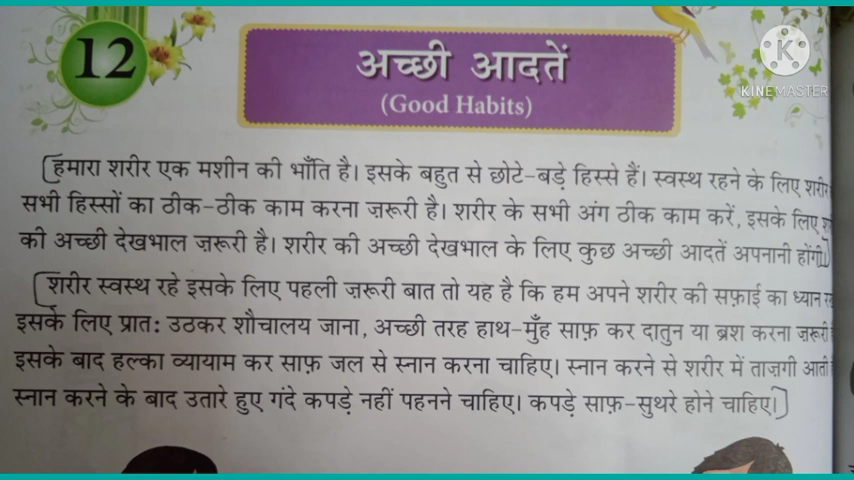 12
अच्छी आदतें
(Good Habits)
KINEMASTER
हमारा शरीर एक मशीन की भाँति है। इसके बहुत से छोटे-बड़े हिस्से हैं। स्वस्थ रहने के लिए शरीर
सभी हिस्सों का ठीक-ठीक काम करना ज़रूरी है। शरीर के सभी अंग ठीक काम करें, इसके लिए
की अच्छी देखभाल ज़रूरी है। शरीर की अच्छी देखभाल के लिए कुछ अच्छी आदतें अपनानी होंगी।
शरीर स्वस्थ रहे इसके लिए पहली ज़रूरी बात तो यह है कि हम अपने शरीर की सफ़ाई का ध्यान
इसके लिए प्रात: उठकर शौचालय जाना, अच्छी तरह हाथ-मुँह साफ़ कर दातुन या ब्रश करना ज़रूरी
इसके बाद हल्का व्यायाम कर साफ़ जल से स्नान करना चाहिए। स्नान करने से शरीर में ताज़गी आती
स्नान करने के बाद उतारे हुए गंदे कपड़े नहीं पहनने चाहिए। कपड़े साफ़-सुथरे होने चाहिए।